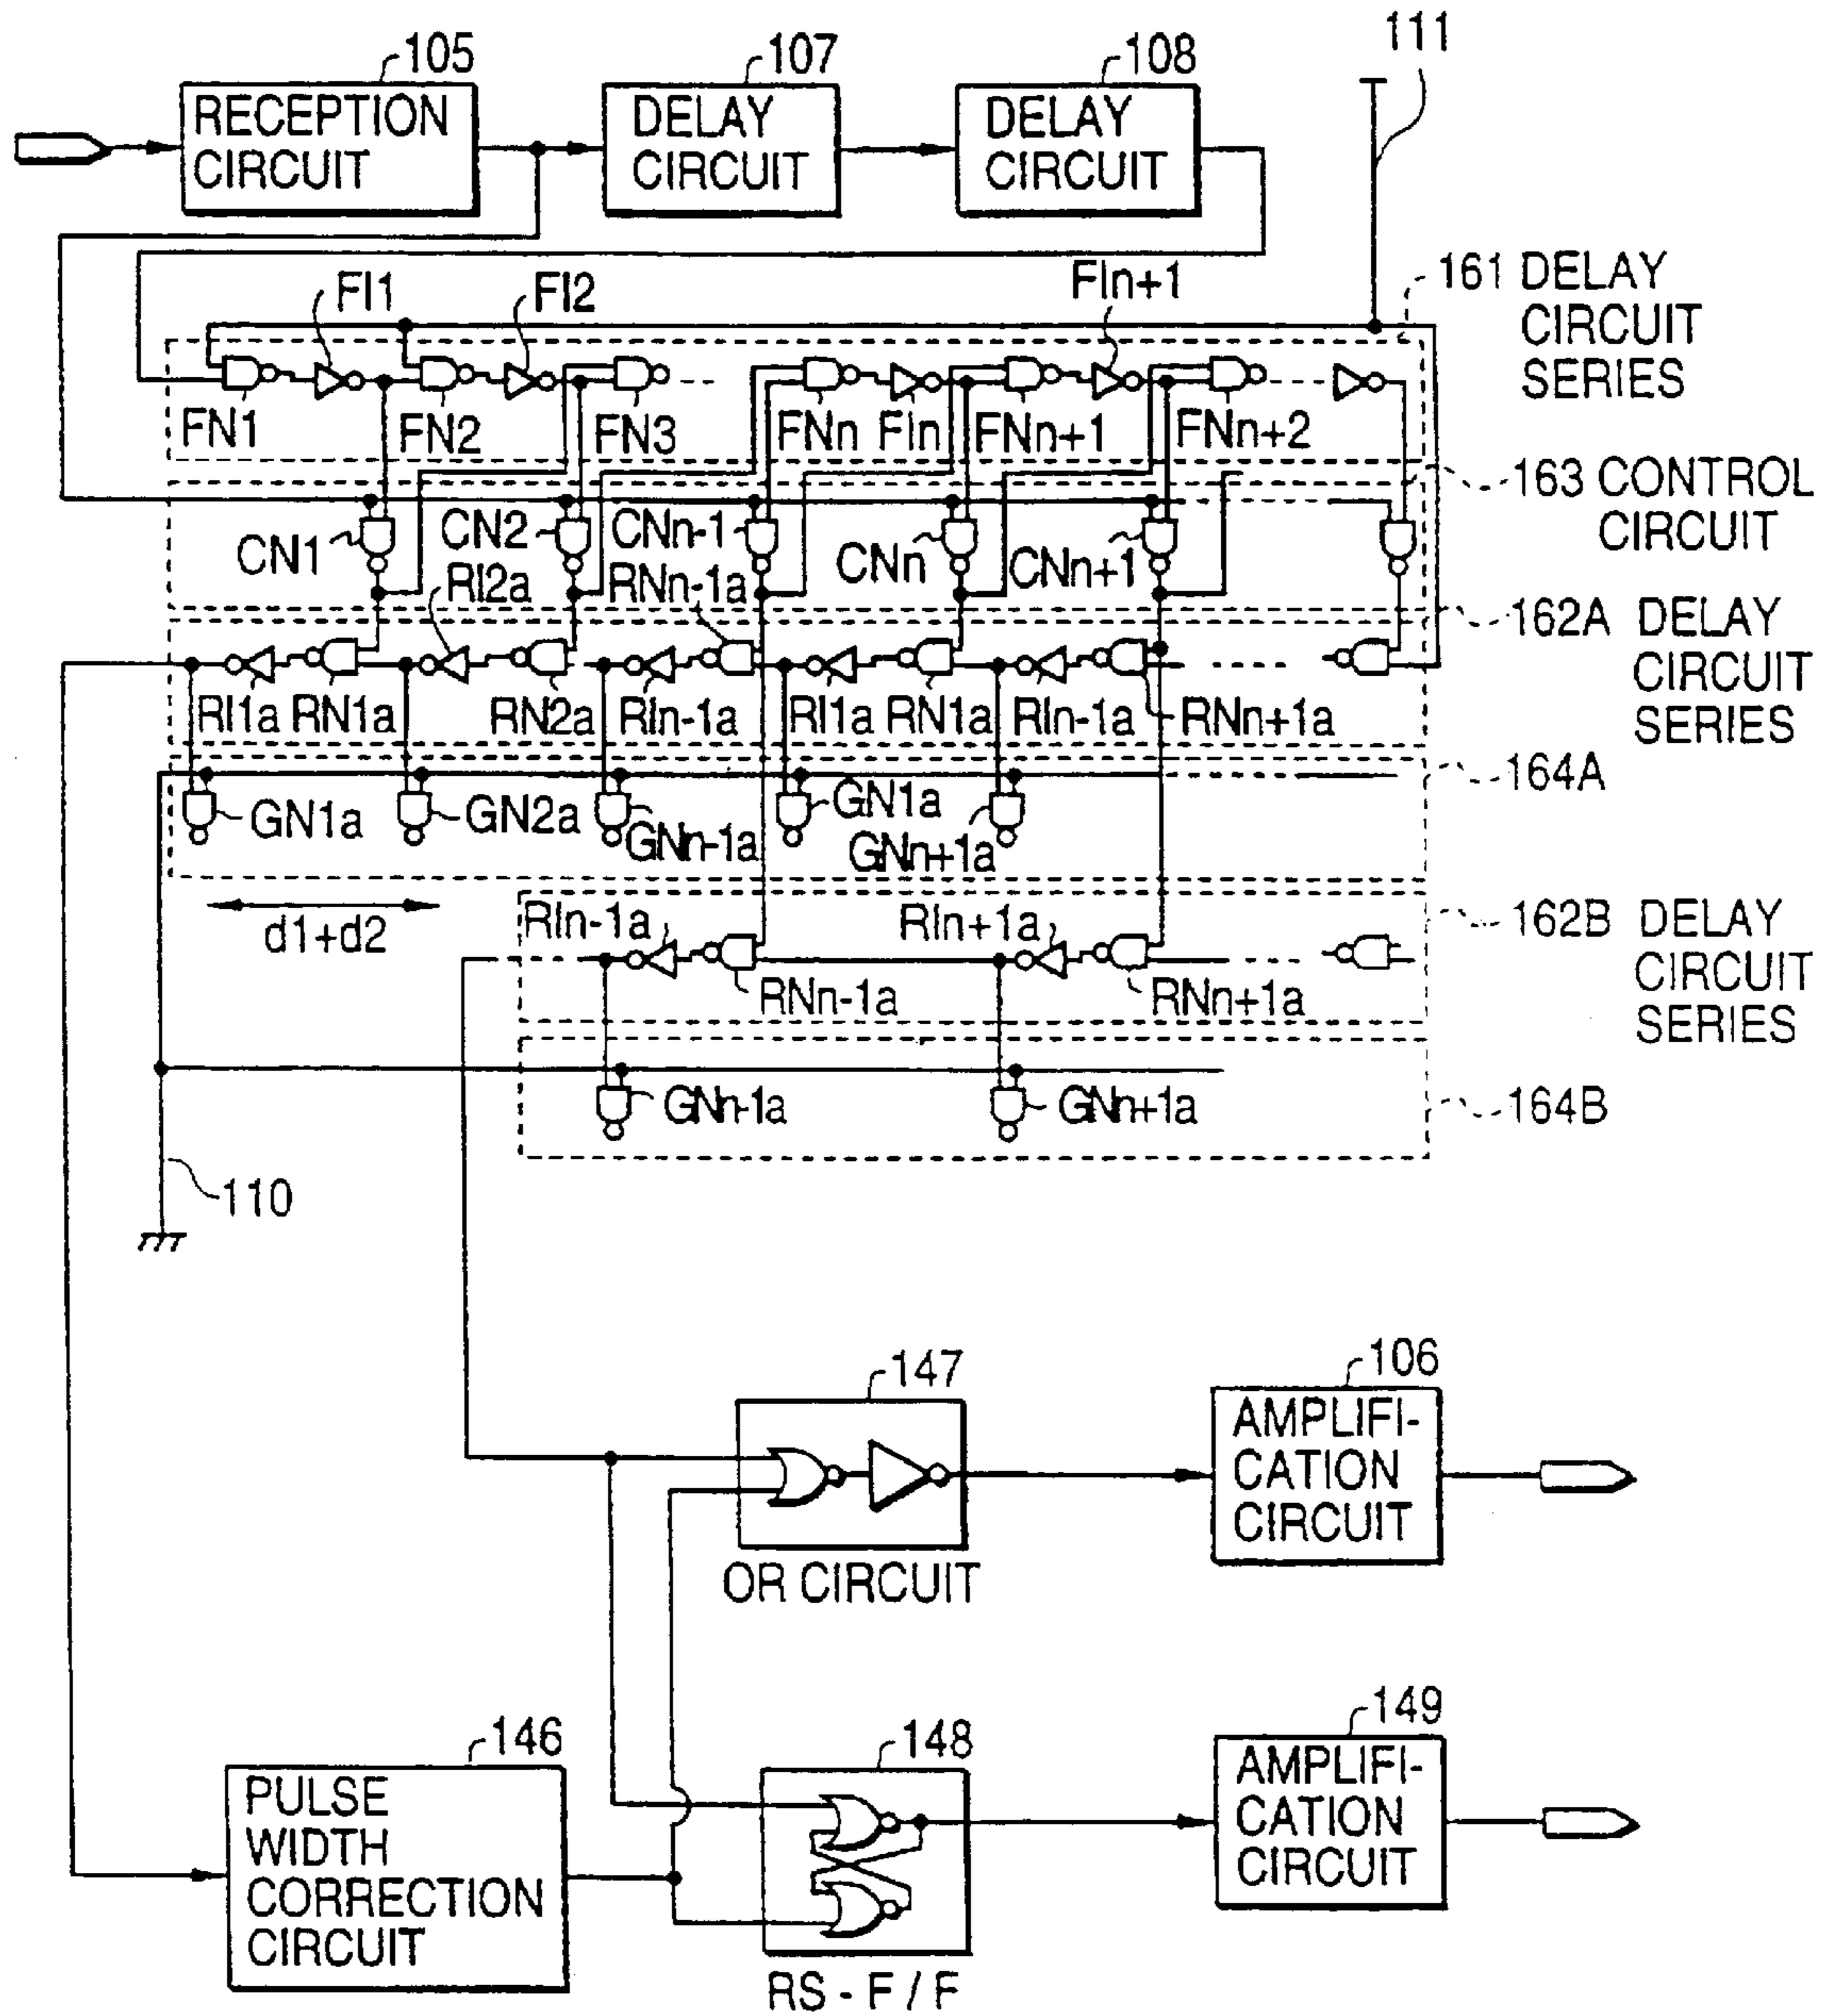 105
107
108
111
RECEPTION
CIRCUIT
DELAY
CIRCUIT
DELAY
CIRCUIT
FI1
FI2
FIn+1
161 DELAY
CIRCUIT
SERIES
FN1
FN2
FN3
FNn
FIn
FNn+1
FNn+2
163 CONTROL
CIRCUIT
CN1
CN2
CNn-1
CNn
CNn+1
RI2a
RNn-1a
162A DELAY
CIRCUIT
SERIES
RI1a
RN1a
RN2a
RIn-1a
RI1a
RN1a
RIn-1a
RNn+1a
164A
GN1a
GN2a
GNn-1a
GN1a
GNn+1a
d1+d2
RIn-1a
RIn+1a
162B DELAY
CIRCUIT
SERIES
RNn-1a
RNn+1a
GNn-1a
GNn+1a
164B
110
147
106
AMPLIFI-
CATION
CIRCUIT
OR CIRCUIT
146
148
149
PULSE
WIDTH
CORRECTION
CIRCUIT
AMPLIFI-
CATION
CIRCUIT
RS - F / F